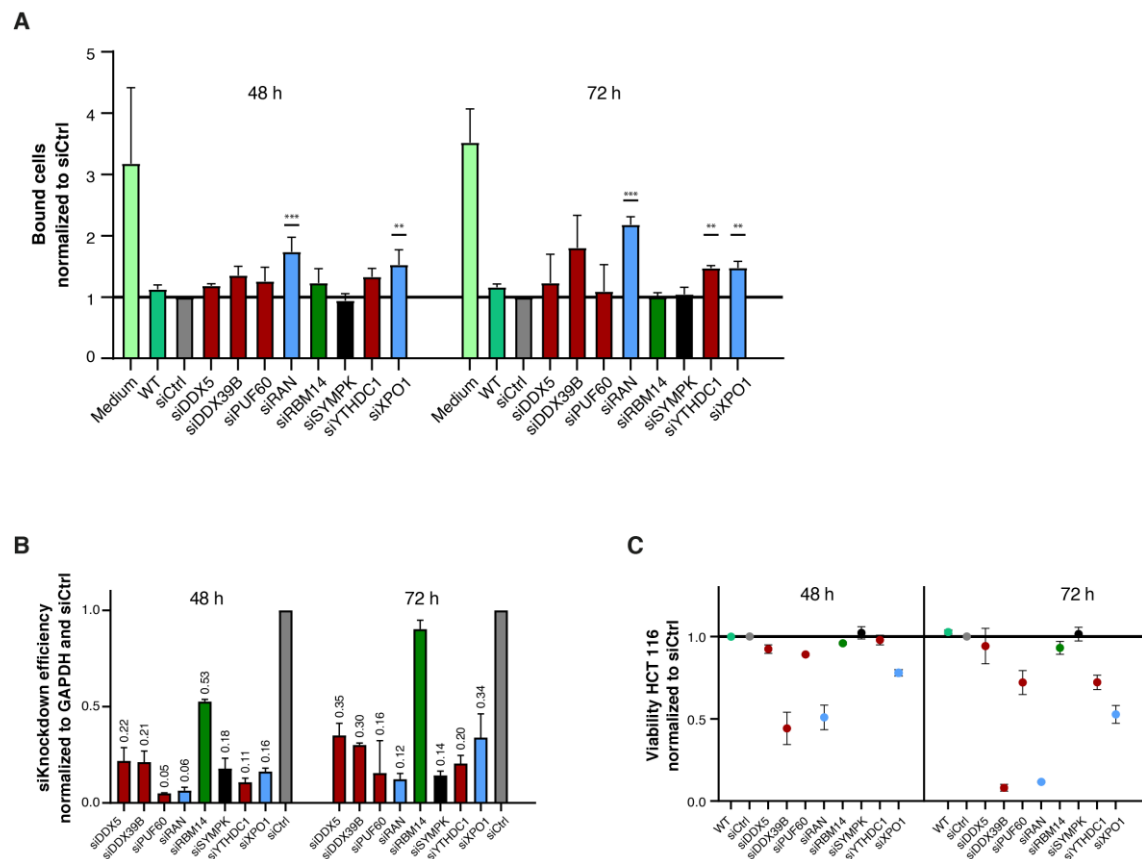 A
Bound cells
normalized to siCtrl
5
4
3
2
1
0
48 h
72 h
***
**
***
**
**
Medium
WT
siCtrl
siDDX5
siDDX39B
siPUF60
siRAN
siRBM14
siSYMPK
siYTHDC1
siXPO1
Medium
WT
siCtrl
siDDX5
siDDX39B
siPUF60
siRAN
siRBM14
siSYMPK
siYTHDC1
siXPO1
B
siKnockdown efficiency
normalized to GAPDH and siCtrl
1.0
0.5
0.0
48 h
72 h
0.22
0.21
0.05
0.06
0.53
0.18
0.11
0.16
0.35
0.30
0.16
0.12
0.90
0.14
0.20
0.34
siDDX5
siDDX39B
siPUF60
siRAN
siRBM14
siSYMPK
siYTHDC1
siXPO1
siCtrl
siDDX5
siDDX39B
siPUF60
siRAN
siRBM14
siSYMPK
siYTHDC1
siXPO1
siCtrl
C
Viability HCT 116
normalized to siCtrl
1.0
0.5
0.0
48 h
72 h
WT
siCtrl
siDDX5
siDDX39B
siPUF60
siRAN
siRBM14
siSYMPK
siYTHDC1
siXPO1
WT
siCtrl
siDDX5
siDDX39B
siPUF60
siRAN
siRBM14
siSYMPK
siYTHDC1
siXPO1